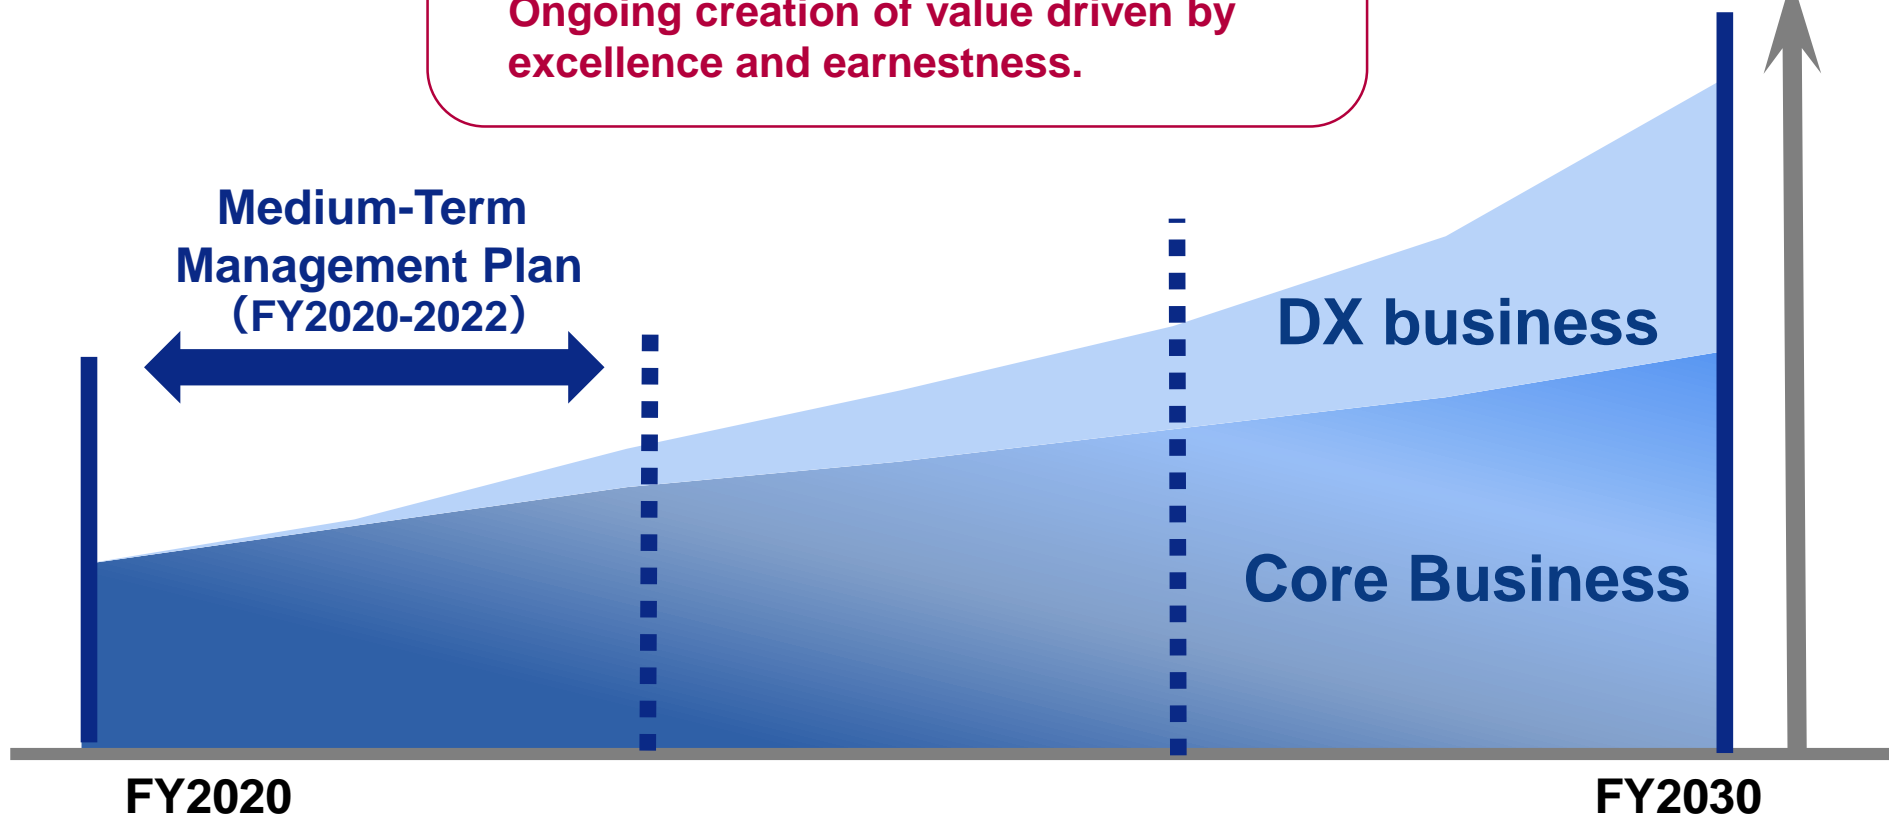 Ongoing creation of value driven by
excellence and earnestness.
Medium-Term
Management Plan
（FY2020-2022）
DX business
Core Business
FY2020
FY2030